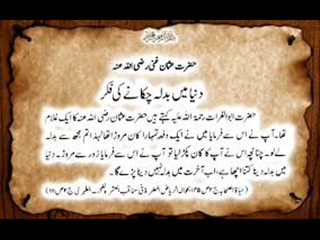 حضرت عثمان غنی رضی اللہ عنہ
دنیا میں بدلہ چکانے کی فکر
حضرت ابوالفرات رحمۃ اللہ علیہ کہتے ہیں حضرت عثمان رضی اللہ عنہ کا ایک غلام
تھا۔ آپ نے اس سے فرمایا میں نے ایک دفعہ تمہارا کان مروڑا تھا لہٰذا تم مجھ سے بدلہ
لے لو۔ چنانچہ اس نے آپ کا کان پکڑ لیا تو آپ نے اس سے فرمایا زور سے مروڑ۔ دنیا
میں بدلہ دینا کتنا اچھا ہے، اب آخرت میں بدلہ نہیں دینا پڑے گا۔